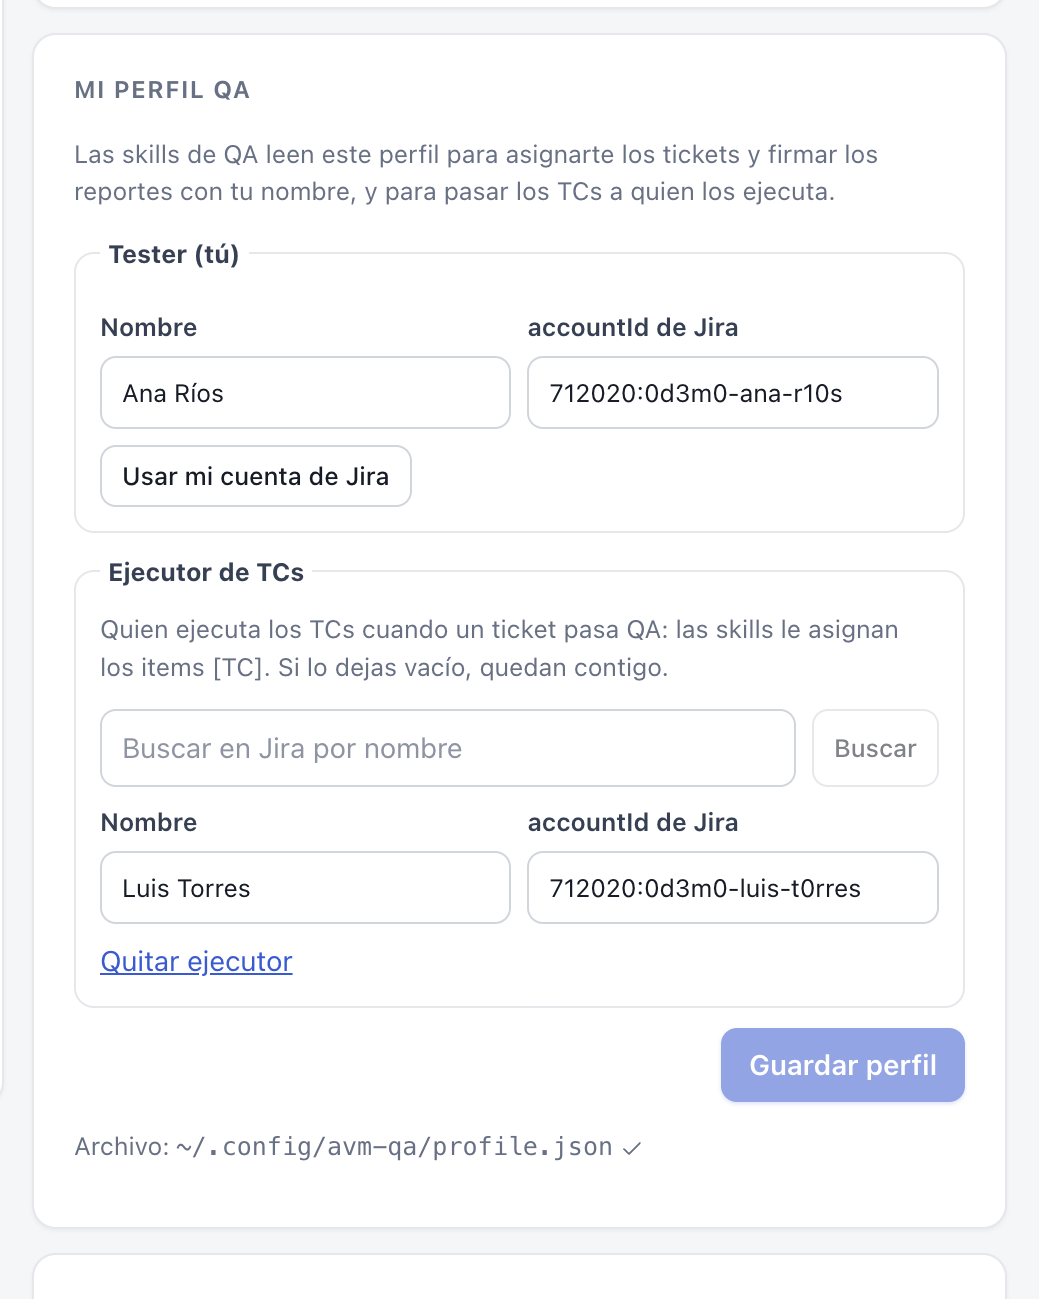 MI PERFIL QA
Las skills de QA leen este perfil para asignarte los tickets y firmar los
reportes con tu nombre, y para pasar los TCs a quien los ejecuta.
Tester (tú)
Nombre
accountId de Jira
Ana Ríos
712020:0d3m0-ana-r10s
Usar mi cuenta de Jira
Ejecutor de TCs
Quien ejecuta los TCs cuando un ticket pasa QA: las skills le asignan
los items [TC]. Si lo dejas vacío, quedan contigo.
Buscar en Jira por nombre
Buscar
Nombre
accountId de Jira
Luis Torres
712020:0d3m0-luis-t0rres
Quitar ejecutor
Guardar perfil
Archivo: ~/.config/avm-qa/profile.json ✓